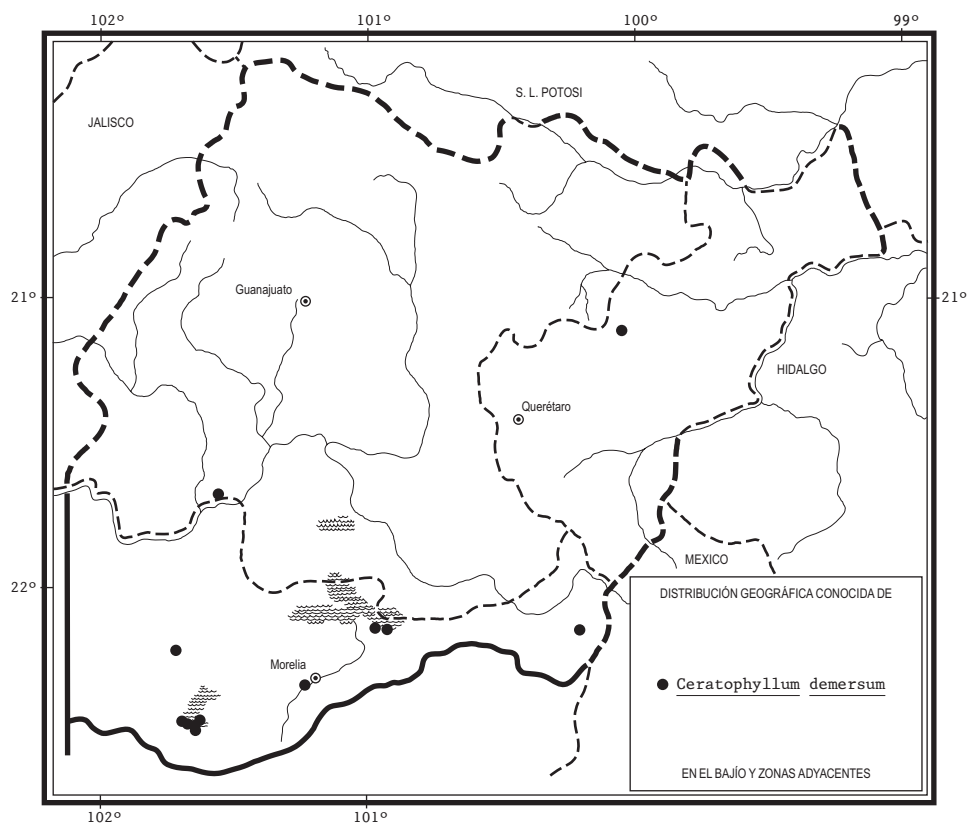 102º 101º 100º 99º
S. L. POTOSI
JALISCO
Guanajuato
21º 21º
HIDALGO
Querétaro
MEXICO
22º
DISTRIBUCIÓN GEOGRÁFICA CONOCIDA DE
Morelia
Ceratophyllum demersum
EN EL BAJÍO Y ZONAS ADYACENTES
102º 101º